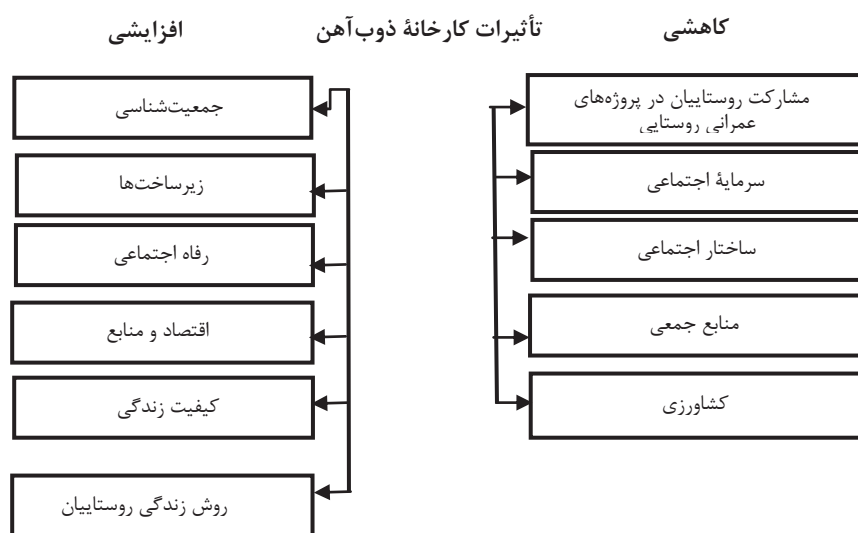 کاهشی
تأثیرات کارخانهٔ ذوب‌آهن
افزایشی
مشارکت روستاییان در پروژه‌های
عمرانی روستایی
سرمایهٔ اجتماعی
ساختار اجتماعی
منابع جمعی
کشاورزی
جمعیت‌شناسی
زیرساخت‌ها
رفاه اجتماعی
اقتصاد و منابع
کیفیت زندگی
روش زندگی روستاییان